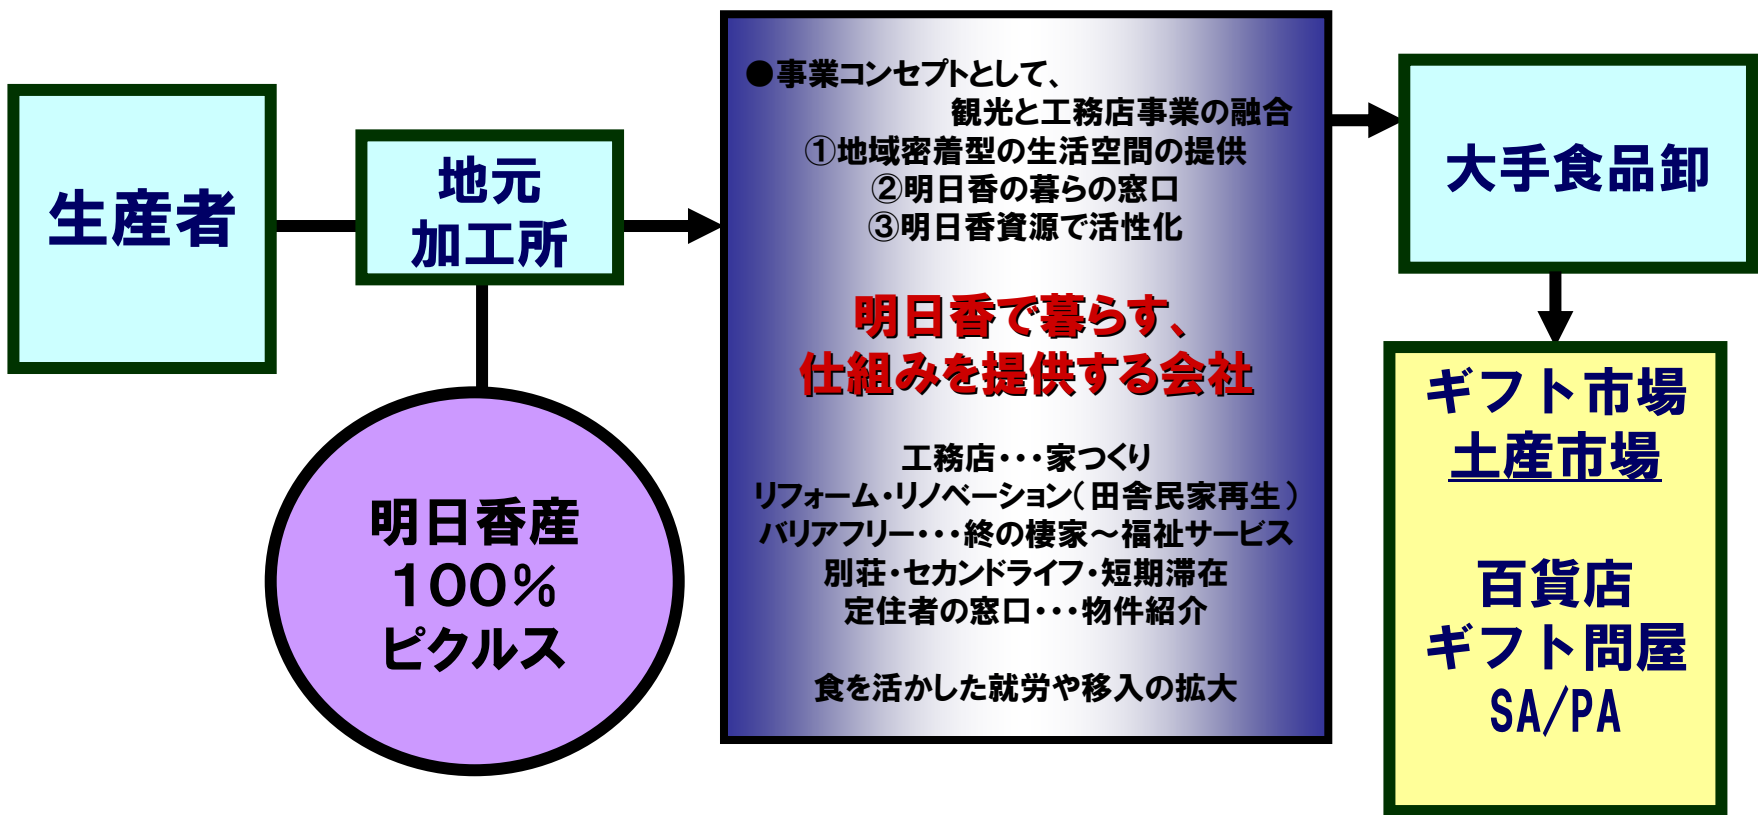 生産者
地元
加工所
明日香産
100%
ピクルス
●事業コンセプトとして、
観光と工務店事業の融合
①地域密着型の生活空間の提供
②明日香の暮らの窓口
③明日香資源で活性化
明日香で暮らす、
仕組みを提供する会社
工務店・・・家つくり
リフォーム・リノベーション(田舎民家再生)
バリアフリー・・・終の棲家～福祉サービス
別荘・セカンドライフ・短期滞在
定住者の窓口・・・物件紹介
食を活かした就労や移入の拡大
大手食品卸
ギフト市場
土産市場
百貨店
ギフト問屋
SA/PA